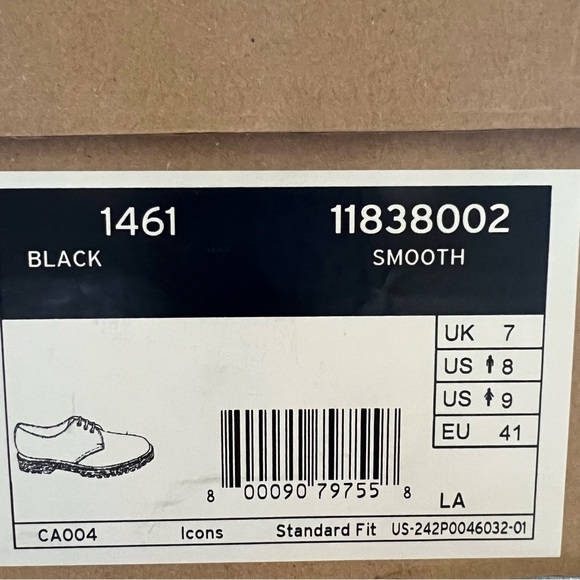 1461 11838002
BLACK SMOOTH
UK 7
US 8
US 9
EU 41
8 00090 79755 8
LA
CA004 Icons Standard Fit US-242P0046032-01